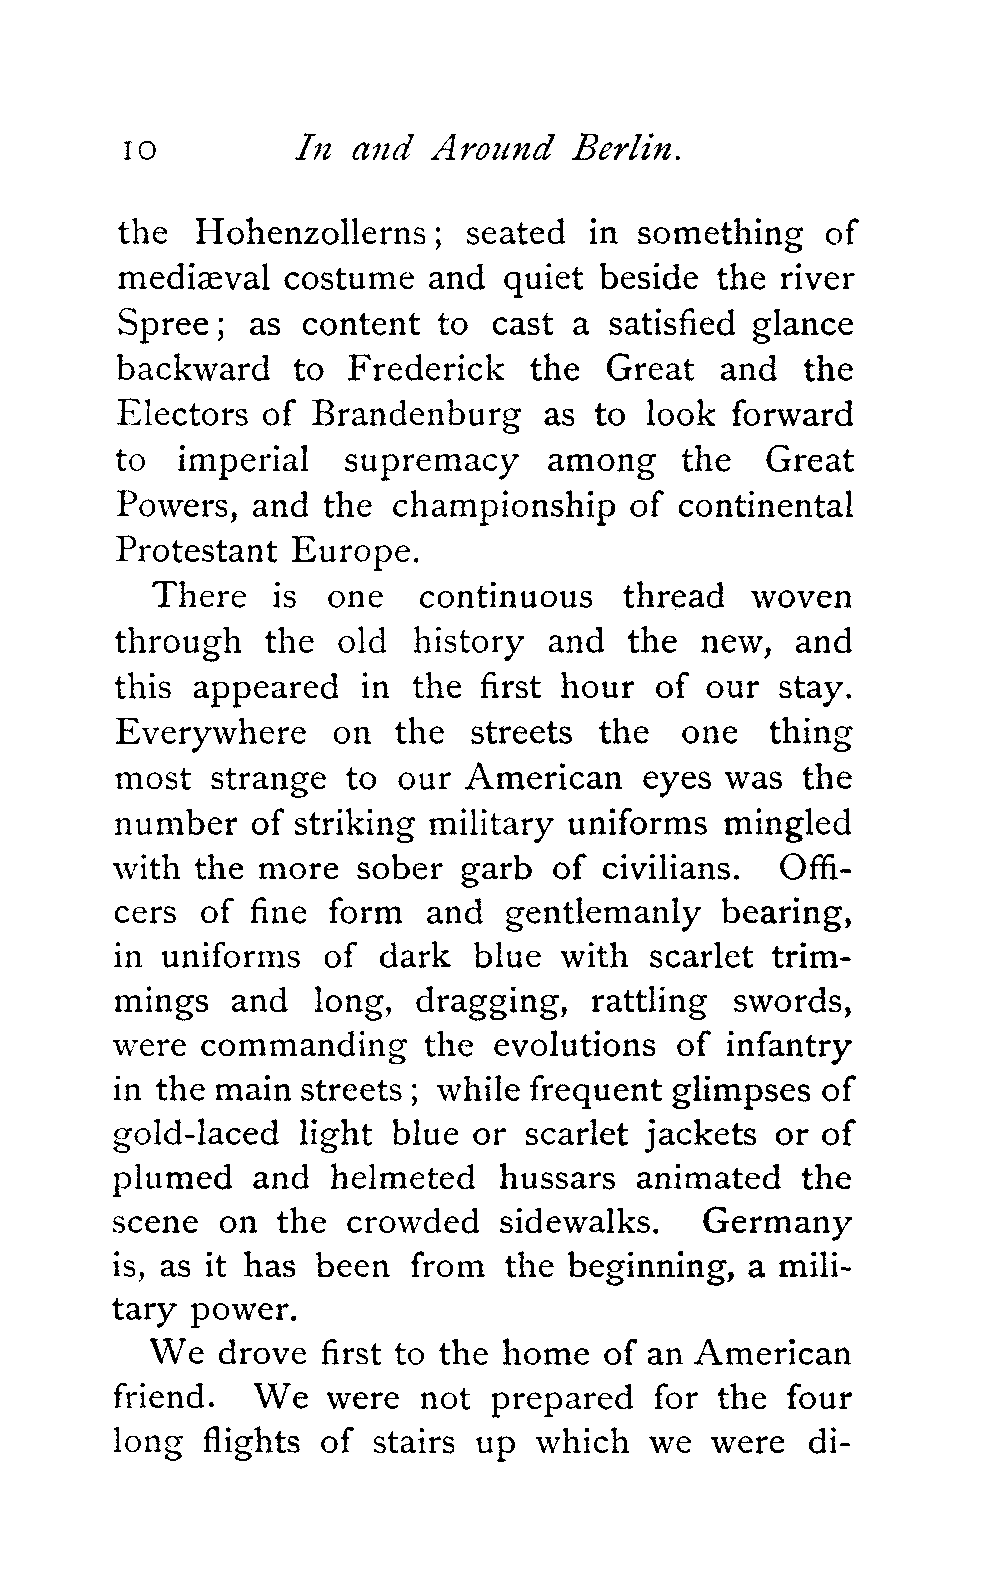 10 In and Around Berlin.
the Hohenzollerns; seated in something of
mediæval costume and quiet beside the river
Spree; as content to cast a satisfied glance
backward to Frederick the Great and the
Electors of Brandenburg as to look forward
to imperial supremacy among the Great
Powers, and the championship of continental
Protestant Europe.
There is one continuous thread woven
through the old history and the new, and
this appeared in the first hour of our stay.
Everywhere on the streets the one thing
most strange to our American eyes was the
number of striking military uniforms mingled
with the more sober garb of civilians. Offi-
cers of fine form and gentlemanly bearing,
in uniforms of dark blue with scarlet trim-
mings and long, dragging, rattling swords,
were commanding the evolutions of infantry
in the main streets; while frequent glimpses of
gold-laced light blue or scarlet jackets or of
plumed and helmeted hussars animated the
scene on the crowded sidewalks. Germany
is, as it has been from the beginning, a mili-
tary power.
We drove first to the home of an American
friend. We were not prepared for the four
long flights of stairs up which we were di-